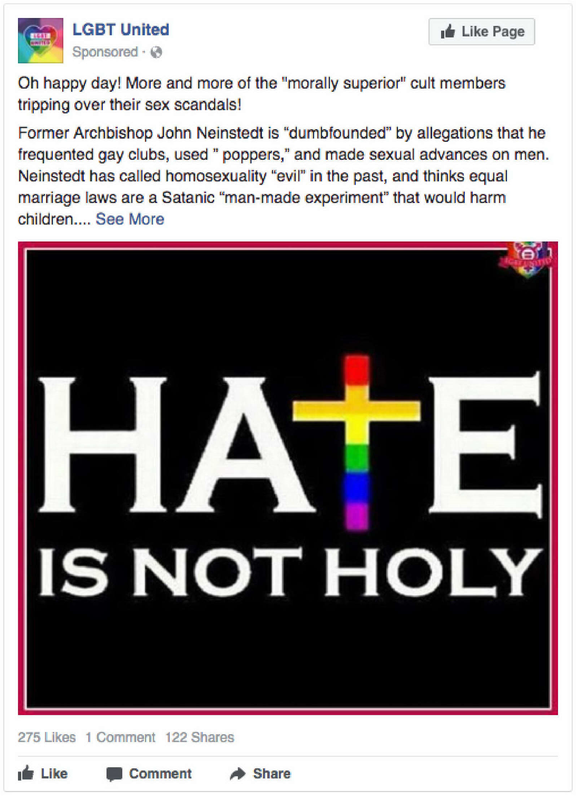 LGBT United
Sponsored ·
Like Page
Oh happy day! More and more of the "morally superior" cult members
tripping over their sex scandals!
Former Archbishop John Neinstedt is “dumbfounded” by allegations that he
frequented gay clubs, used ” poppers,” and made sexual advances on men.
Neinstedt has called homosexuality “evil” in the past, and thinks equal
marriage laws are a Satanic “man-made experiment” that would harm
children.... See More
HATE
IS NOT HOLY
275 Likes 1 Comment 122 Shares
Like Comment Share